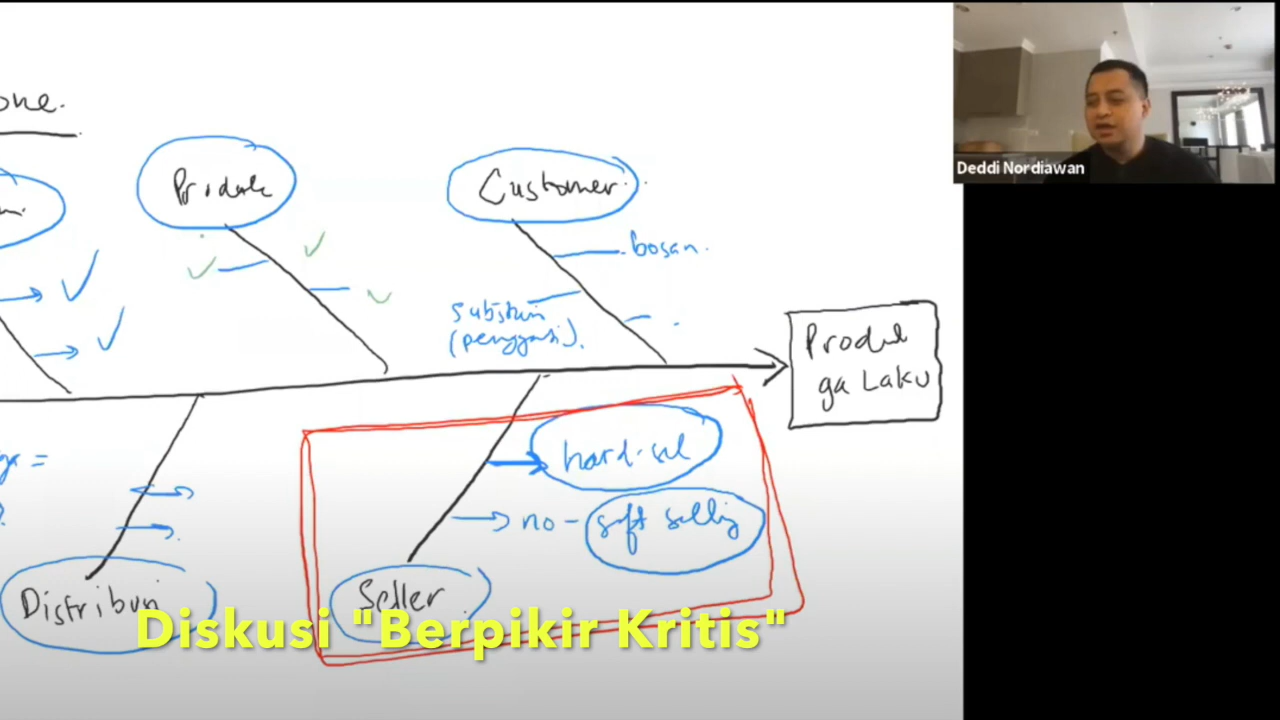 one.
Deddi Nordiawan
Produk
Customer.
bosan.
Substitusi
(pengganti).
Produk
ga Laku
hard-sel
no - soft selling
Distribusi
Seller
Diskusi "Berpikir Kritis"